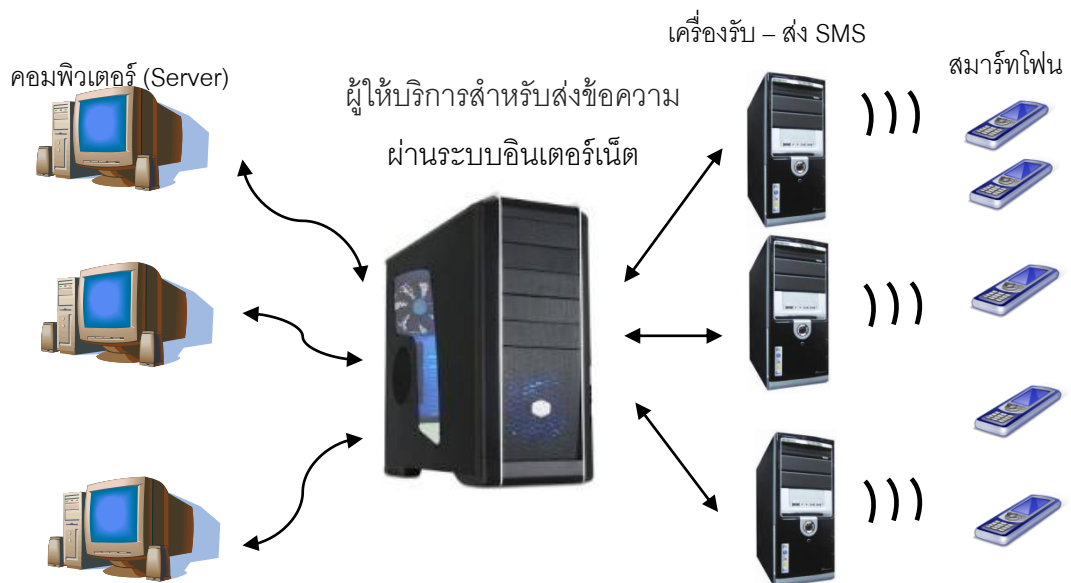 คอมพิวเตอร์ (Server)
ผู้ให้บริการสำหรับส่งข้อความ
ผ่านระบบอินเตอร์เน็ต
เครื่องรับ – ส่ง SMS
สมาร์ทโฟน